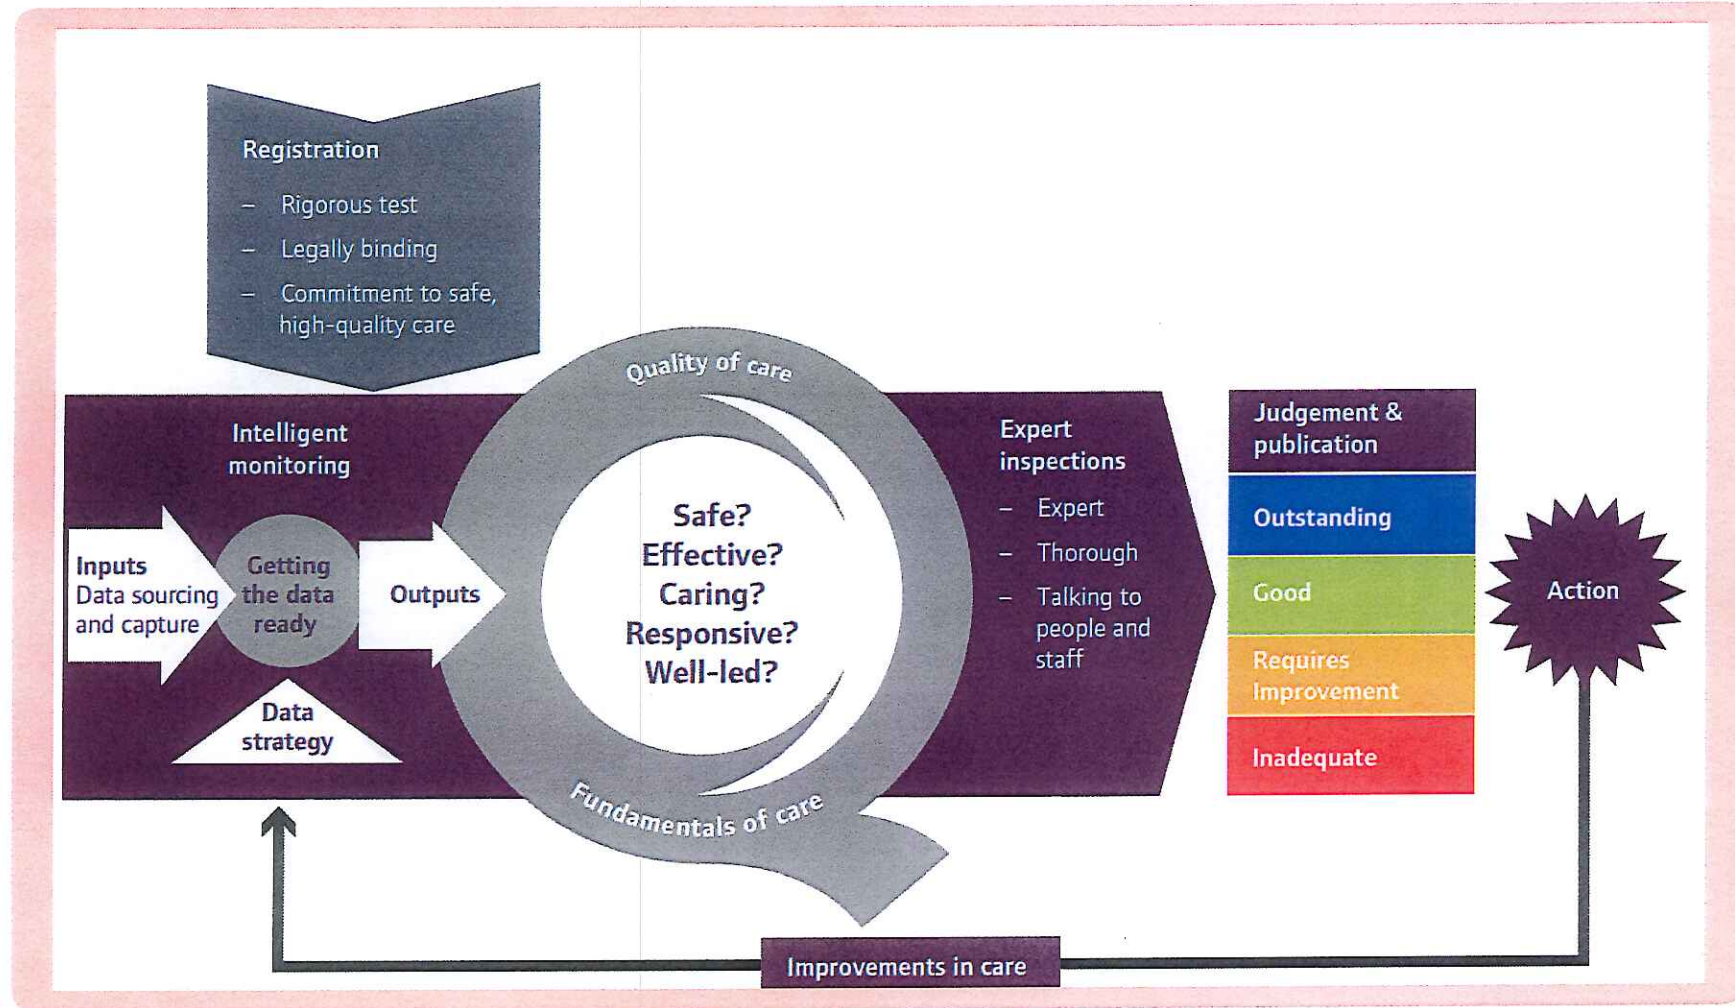 Registration
– Rigorous test
– Legally binding
– Commitment to safe,
high-quality care
Intelligent
monitoring
Inputs
Data sourcing
and capture
Getting
the data
ready
Outputs
Data
strategy
Quality of care
Safe?
Effective?
Caring?
Responsive?
Well-led?
Fundamentals of care
Expert
inspections
– Expert
– Thorough
– Talking to
people and
staff
Judgement &
publication
Outstanding
Good
Requires
Improvement
Inadequate
Action
Improvements in care